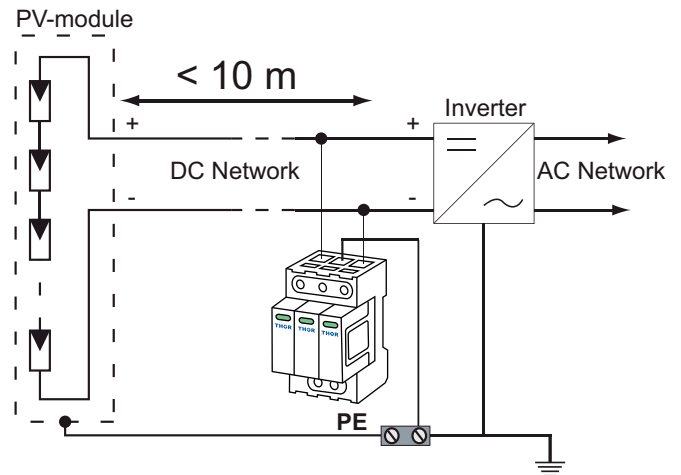 PV-module
< 10 m
Inverter
+
+
DC Network
AC Network
-
-
THOR
THOR
THOR
PE